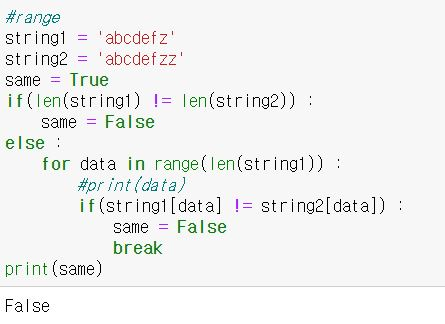 #range
string1 = 'abcdefz'
string2 = 'abcdefzz'
same = True
if(len(string1) != len(string2)) :
    same = False
else :
    for data in range(len(string1)) :
        #print(data)
        if(string1[data] != string2[data]) :
            same = False
            break
print(same)
False